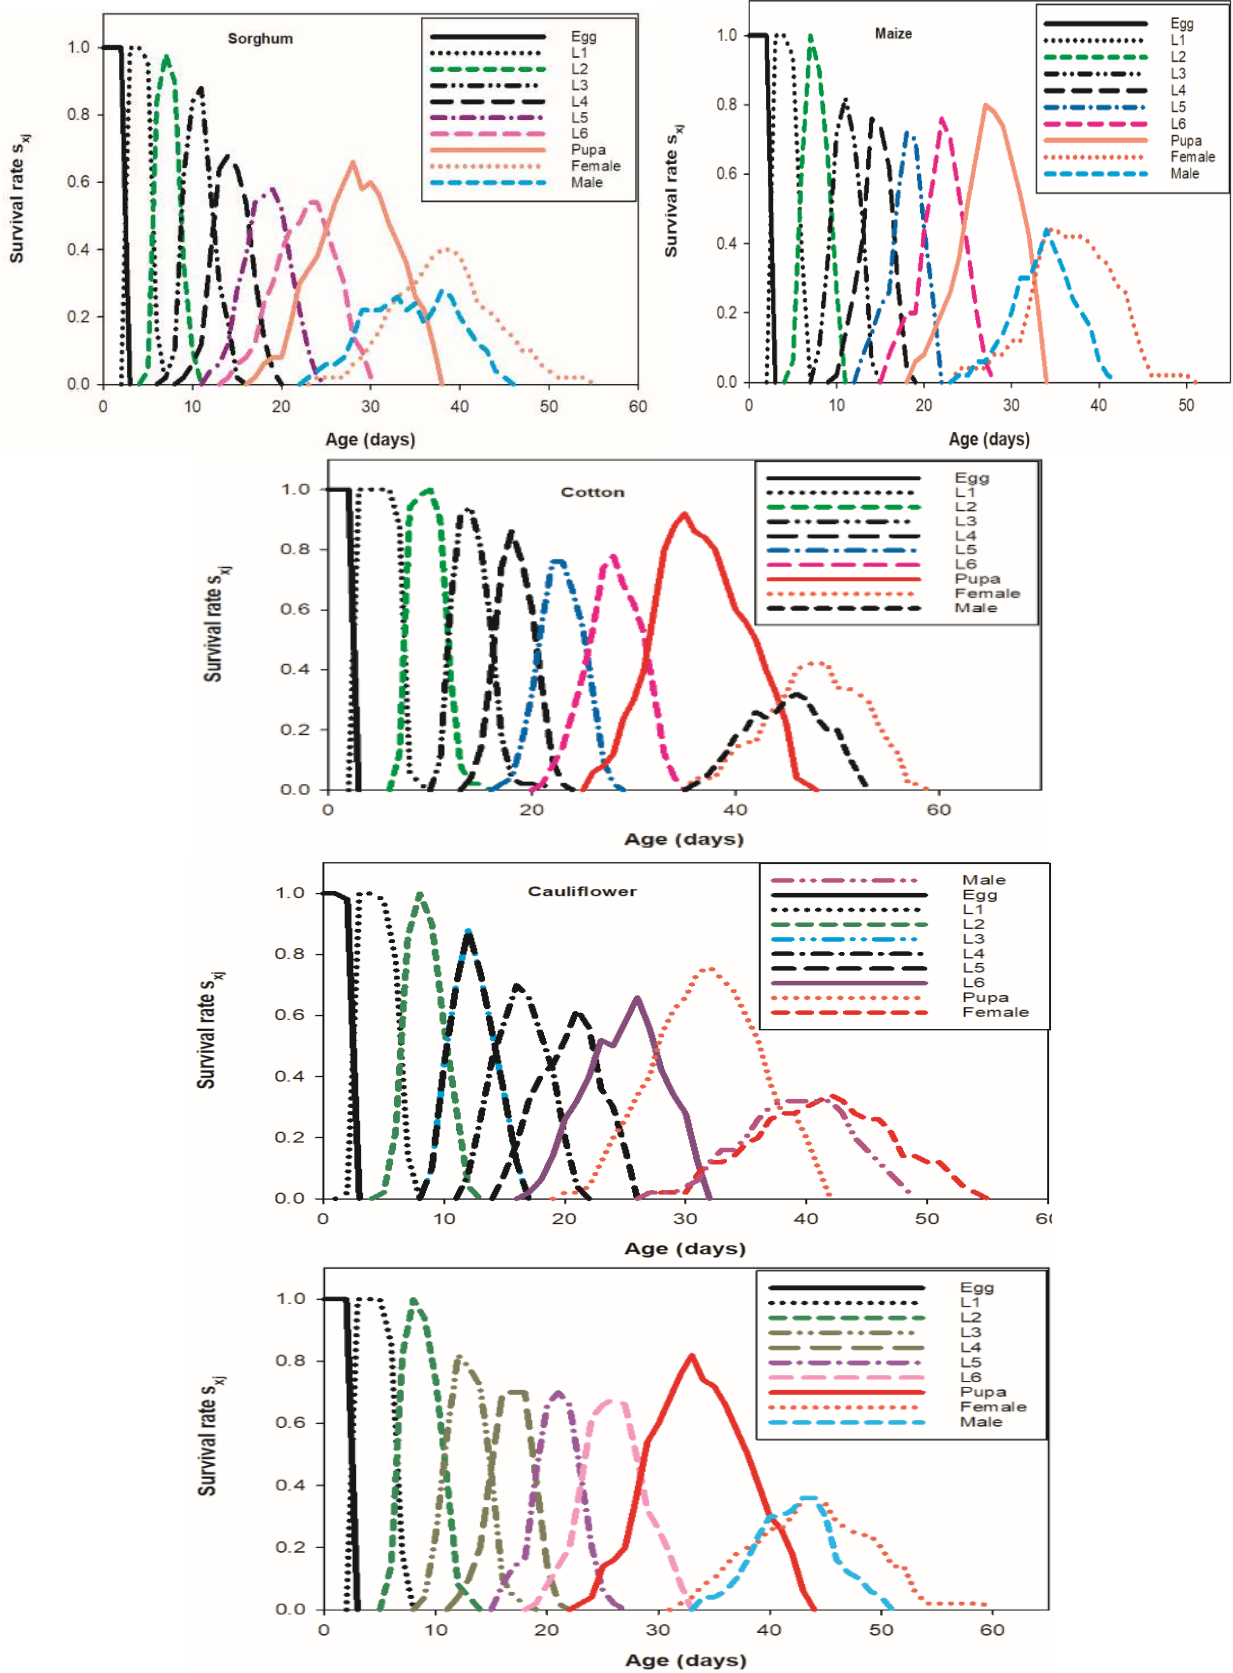 Sorghum
Egg
L1
L2
L3
L4
L5
L6
Pupa
Female
Male
1.0
0.8
0.6
0.4
0.2
0.0
Survival rate sxj
0 10 20 30 40 50 60
Age (days)
Maize
Egg
L1
L2
L3
L4
L5
L6
Pupa
Female
Male
1.0
0.8
0.6
0.4
0.2
0.0
Survival rate sxj
0 10 20 30 40 50
Age (days)
Cotton
Egg
L1
L2
L3
L4
L5
L6
Pupa
Female
Male
1.0
0.8
0.6
0.4
0.2
0.0
Survival rate sxj
0 20 40 60
Age (days)
Cauliflower
Male
Egg
L1
L2
L3
L4
L5
L6
Pupa
Female
1.0
0.8
0.6
0.4
0.2
0.0
Survival rate sxj
0 10 20 30 40 50 60
Age (days)
Egg
L1
L2
L3
L4
L5
L6
Pupa
Female
Male
1.0
0.8
0.6
0.4
0.2
0.0
Survival rate sxj
0 10 20 30 40 50 60
Age (days)